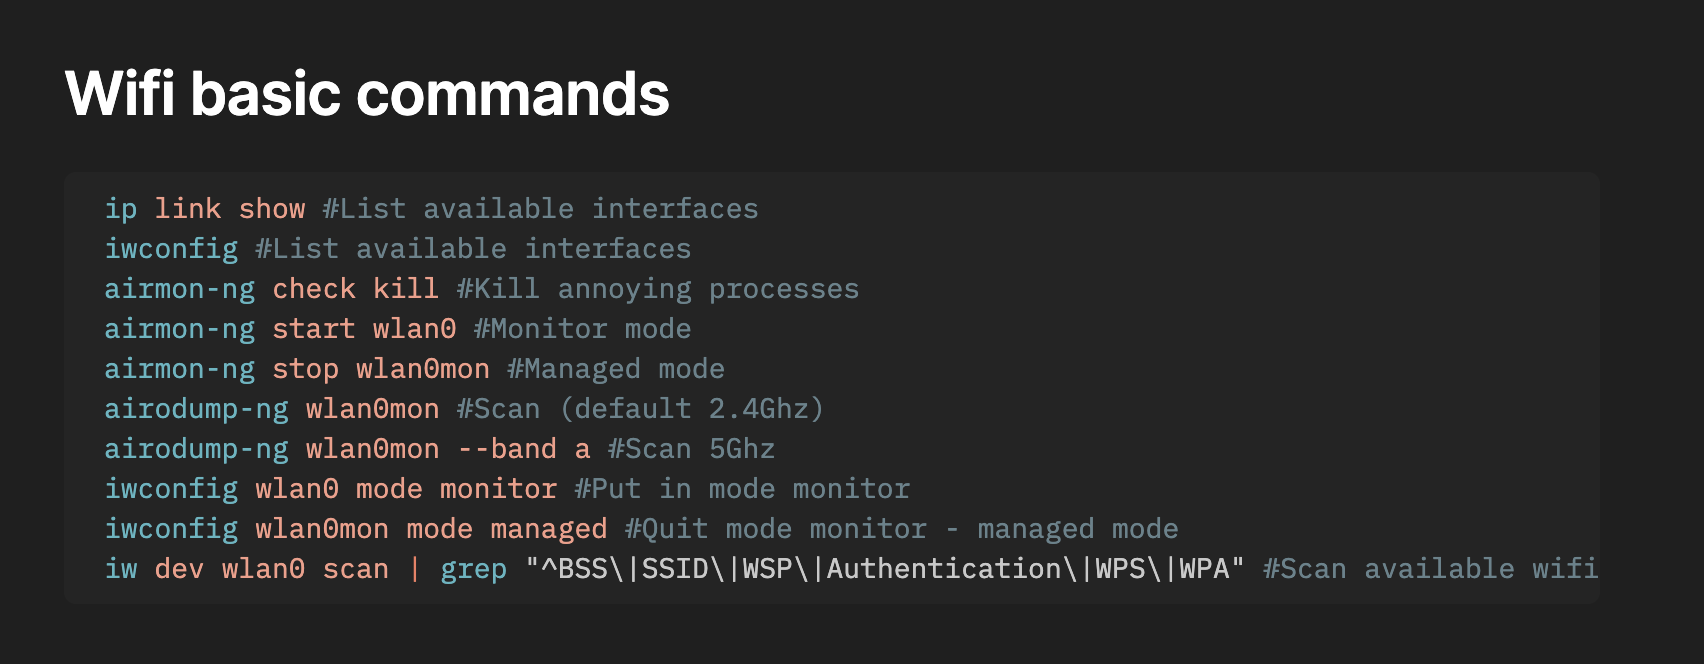 Wifi basic commands
ip link show #List available interfaces
iwconfig #List available interfaces
airmon-ng check kill #Kill annoying processes
airmon-ng start wlan0 #Monitor mode
airmon-ng stop wlan0mon #Managed mode
airodump-ng wlan0mon #Scan (default 2.4Ghz)
airodump-ng wlan0mon --band a #Scan 5Ghz
iwconfig wlan0 mode monitor #Put in mode monitor
iwconfig wlan0mon mode managed #Quit mode monitor - managed mode
iw dev wlan0 scan | grep "^BSS\|SSID\|WSP\|Authentication\|WPS\|WPA" #Scan available wifi